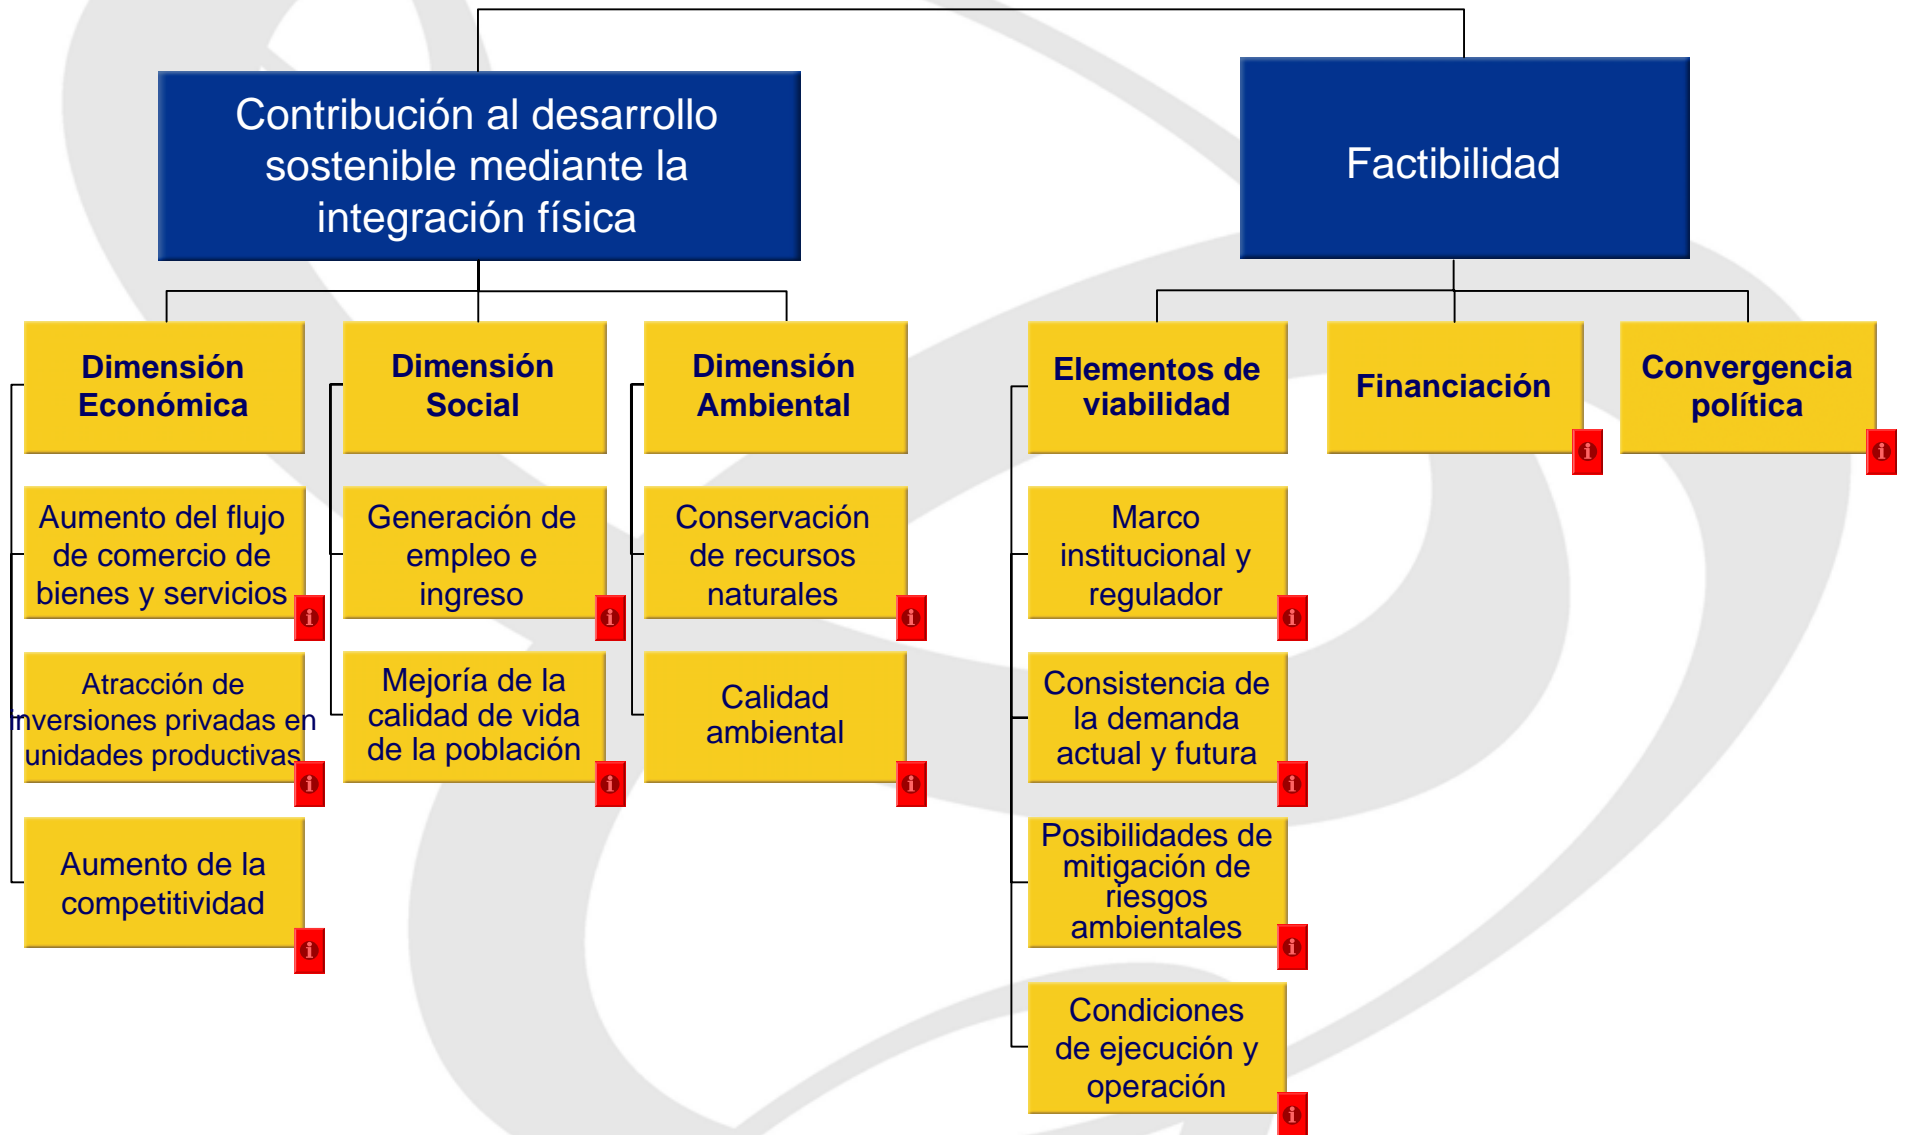 Contribución al desarrollo
sostenible mediante la
integración física
Factibilidad
Dimensión
Económica
Dimensión
Social
Dimensión
Ambiental
Elementos de
viabilidad
Financiación
i
Convergencia
política
i
Aumento del flujo
de comercio de
bienes y servicios
i
Generación de
empleo e
ingreso
i
Conservación
de recursos
naturales
i
Marco
institucional y
regulador
i
Atracción de
inversiones privadas en
unidades productivas
i
Mejoría de la
calidad de vida
de la población
i
Calidad
ambiental
i
Consistencia de
la demanda
actual y futura
i
Aumento de la
competitividad
i
Posibilidades de
mitigación de
riesgos
ambientales
i
Condiciones
de ejecución y
operación
i